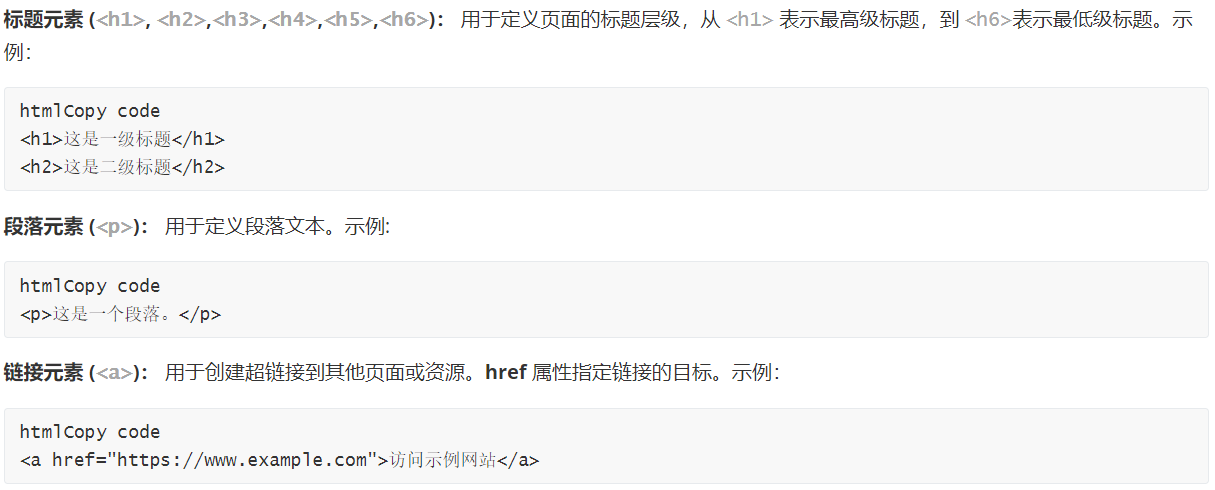 标题元素 (<h1>, <h2>,<h3>,<h4>,<h5>,<h6>)： 用于定义页面的标题层级，从 <h1> 表示最高级标题，到 <h6>表示最低级标题。示
例：
htmlCopy code
<h1>这是一级标题</h1>
<h2>这是二级标题</h2>
段落元素 (<p>)： 用于定义段落文本。示例:
htmlCopy code
<p>这是一个段落。</p>
链接元素 (<a>)： 用于创建超链接到其他页面或资源。href 属性指定链接的目标。示例：
htmlCopy code
<a href="https://www.example.com">访问示例网站</a>